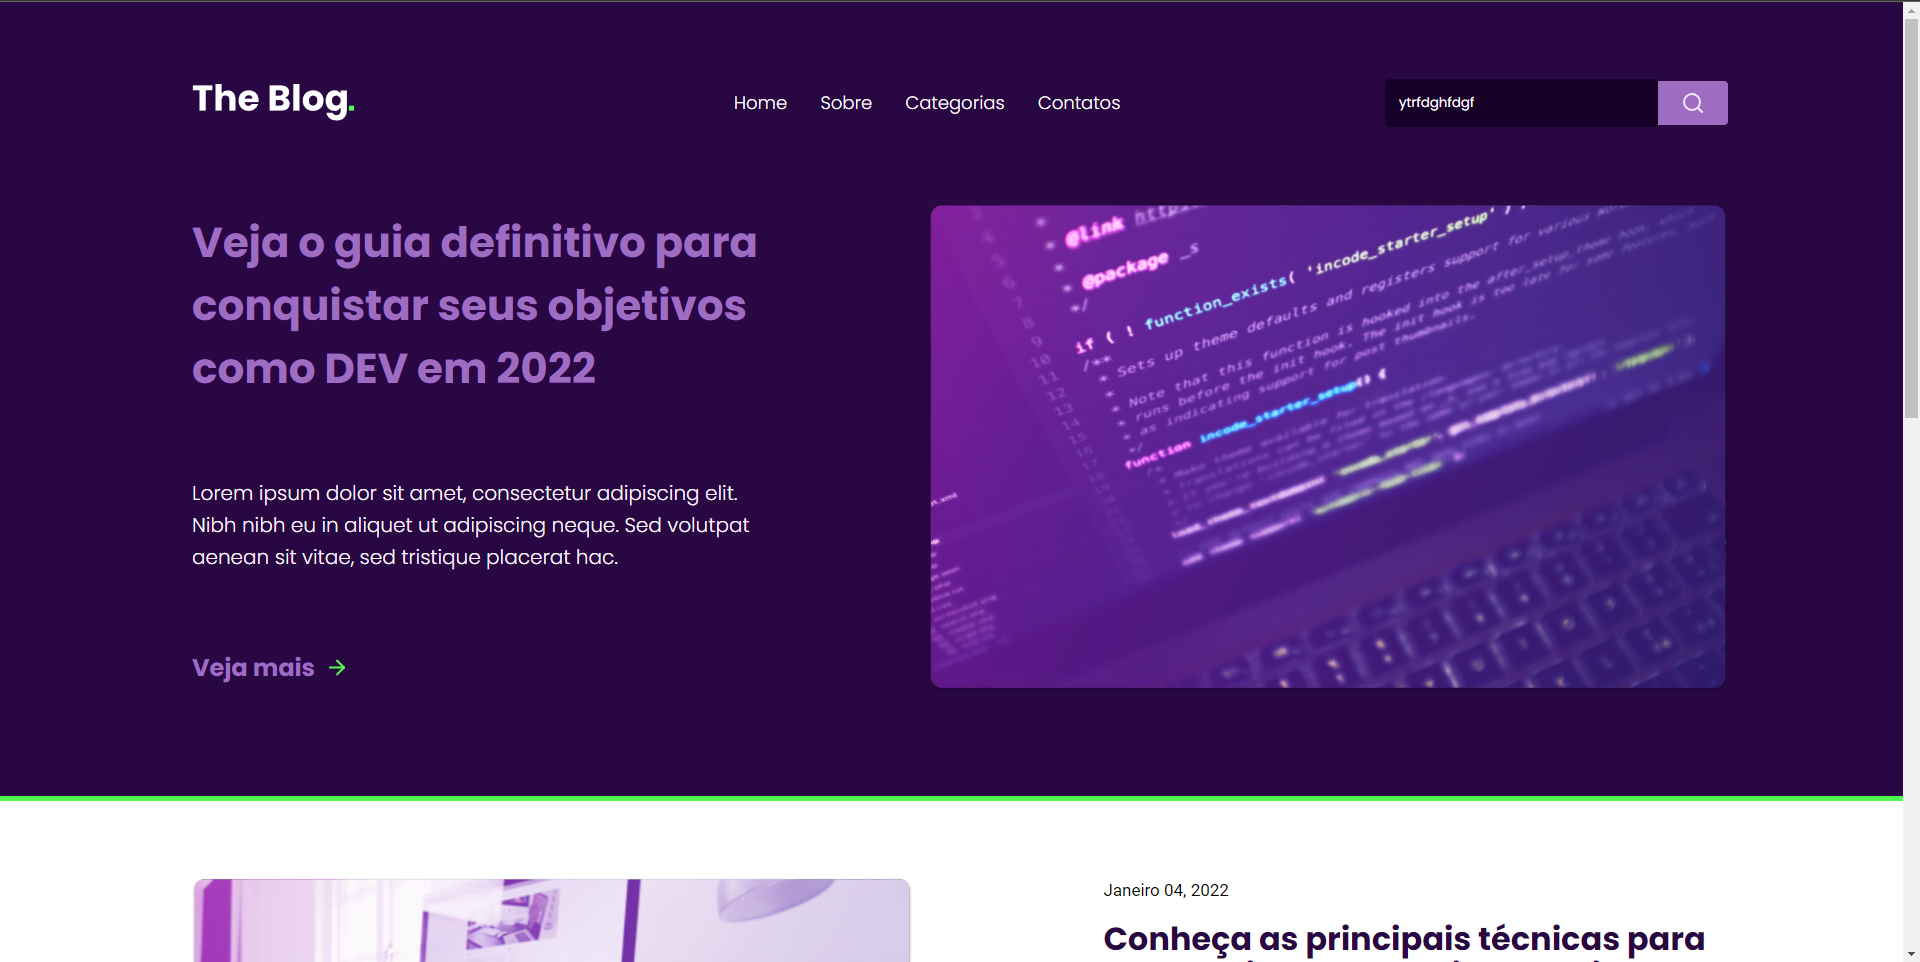 The Blog.
Home Sobre Categorias Contatos
ytrfdghfdgf
Veja o guia definitivo para
conquistar seus objetivos
como DEV em 2022
Lorem ipsum dolor sit amet, consectetur adipiscing elit.
Nibh nibh eu in aliquet ut adipiscing neque. Sed volutpat
aenean sit vitae, sed tristique placerat hac.
Veja mais
@link
* @package _s
*/
if ( ! function_exists( 'incode_starter_setup' )
/**
* Sets up theme defaults and registers support for various
*
* Note that this function is hooked into the after_setup_theme hook, which
* runs before the init hook. The init hook is too late for some features,
* as indicating support for post thumbnails.
*/
function incode_starter_setup() {
Janeiro 04, 2022
Conheça as principais técnicas para